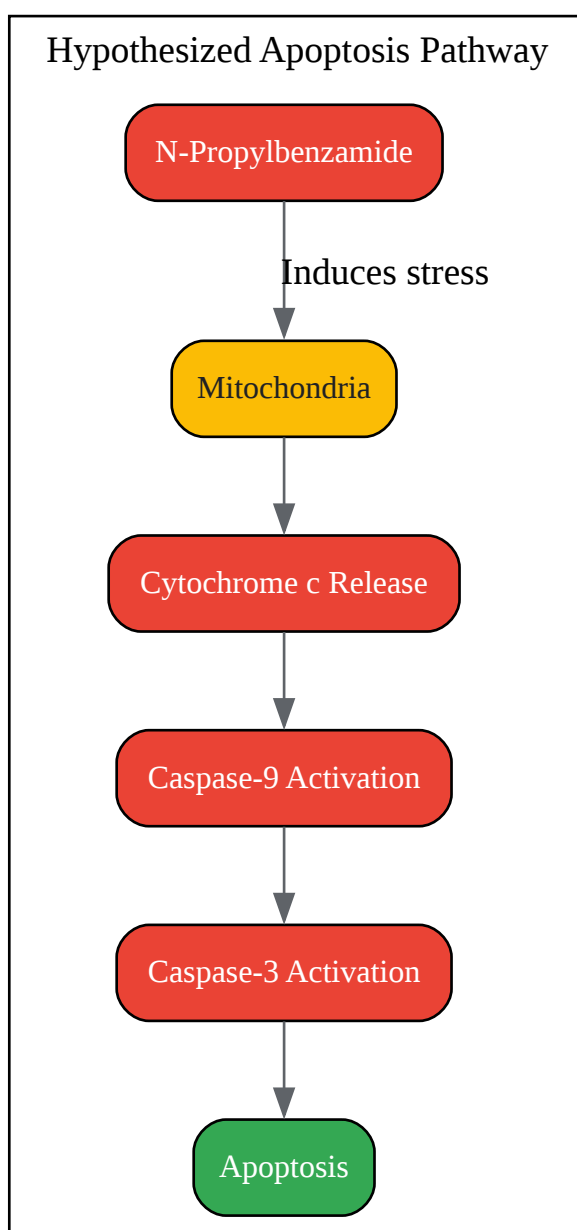 Hypothesized Apoptosis Pathway
N-Propylbenzamide
Induces stress
Mitochondria
Cytochrome c Release
Caspase-9 Activation
Caspase-3 Activation
Apoptosis